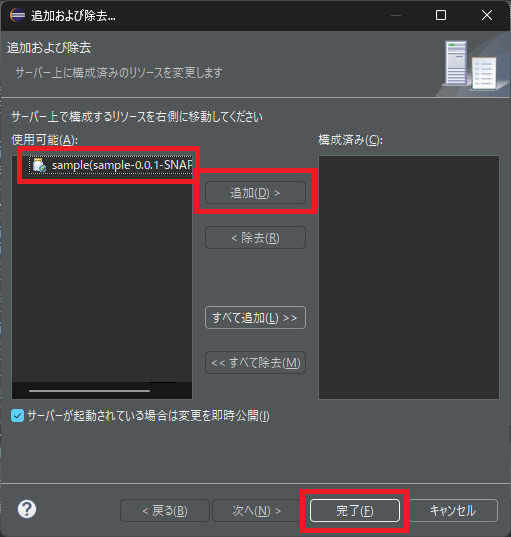 追加および除去...
追加および除去
サーバー上に構成済みのリソースを変更します
サーバー上で構成するリソースを右側に移動してください
使用可能(A):
構成済み(C):
sample(sample-0.0.1-SNAP
追加(D) >
< 除去(R)
すべて追加(L) >>
<< すべて除去(M)
サーバーが起動されている場合は変更を即時公開(I)
?
< 戻る(B)
次へ(N) >
完了(F)
キャンセル